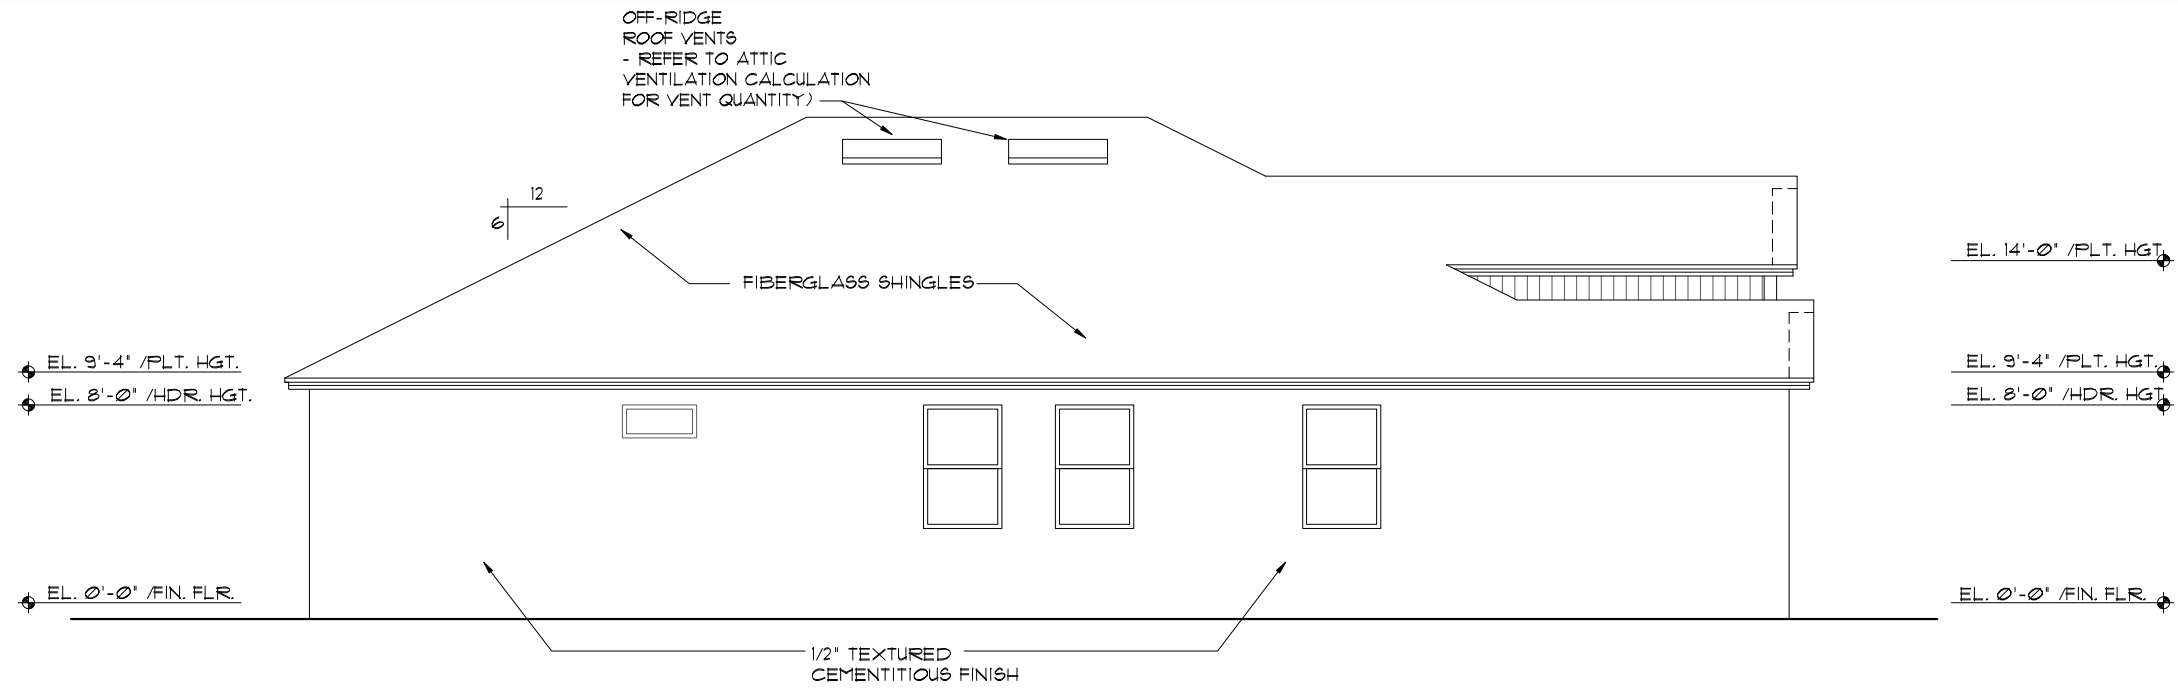 OFF-RIDGE
ROOF VENTS
- REFER TO ATTIC
VENTILATION CALCULATION
FOR VENT QUANTITY)
12
6
FIBERGLASS SHINGLES
EL. 14'-0" /PLT. HGT
EL. 9'-4" /PLT. HGT.
EL. 8'-0" /HDR. HGT.
EL. 9'-4" /PLT. HGT.
EL. 8'-0" /HDR. HGT
EL. 0'-0" /FIN. FLR.
EL. 0'-0" /FIN. FLR.
1/2" TEXTURED
CEMENTITIOUS FINISH